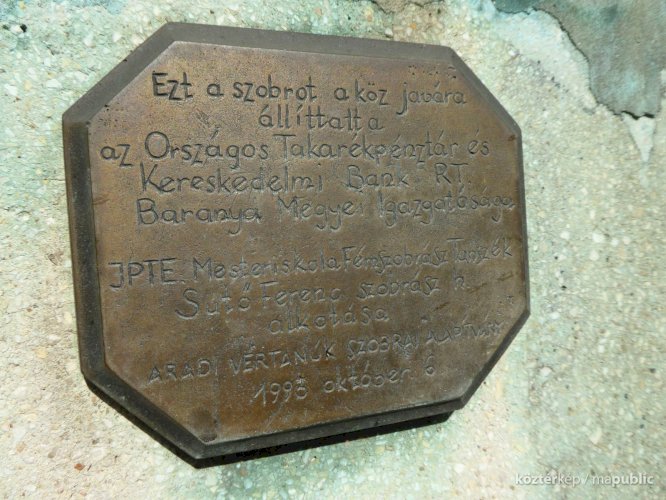 Ezt a szobrot a köz javára
állíttatta
az Országos Takarékpénztár és
Kereskedelmi Bank RT.
Baranya Megyei Igazgatósága
JPTE Mesteriskola Fémszobrász Tanszék
Sütő Ferenc szobrász h.
alkotása
ARADI VÉRTANÚK SZOBRAI ALAPÍTVÁNY
1998 október 6
köztérkép/mapublic